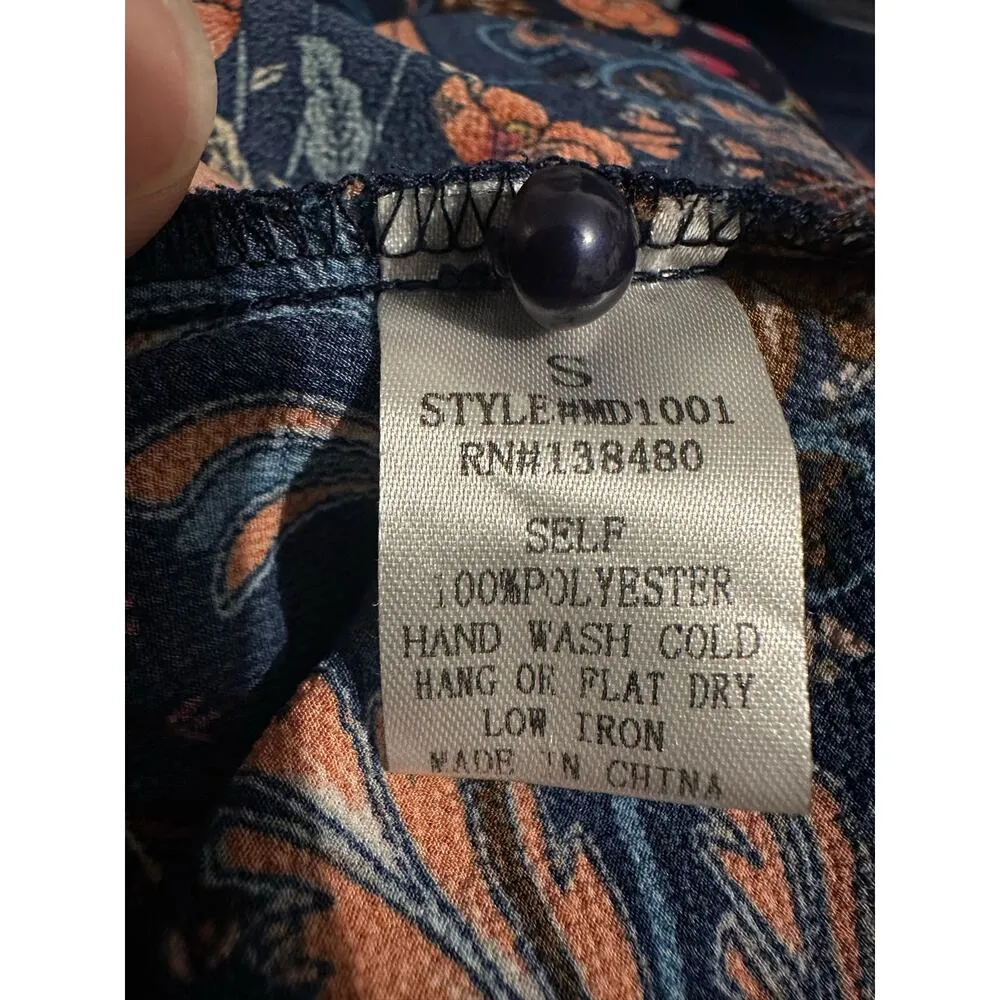 S
STYLE#MD1001
RN#138480
SELF
100%POLYESTER
HAND WASH COLD
HANG OR FLAT DRY
LOW IRON
MADE IN CHINA